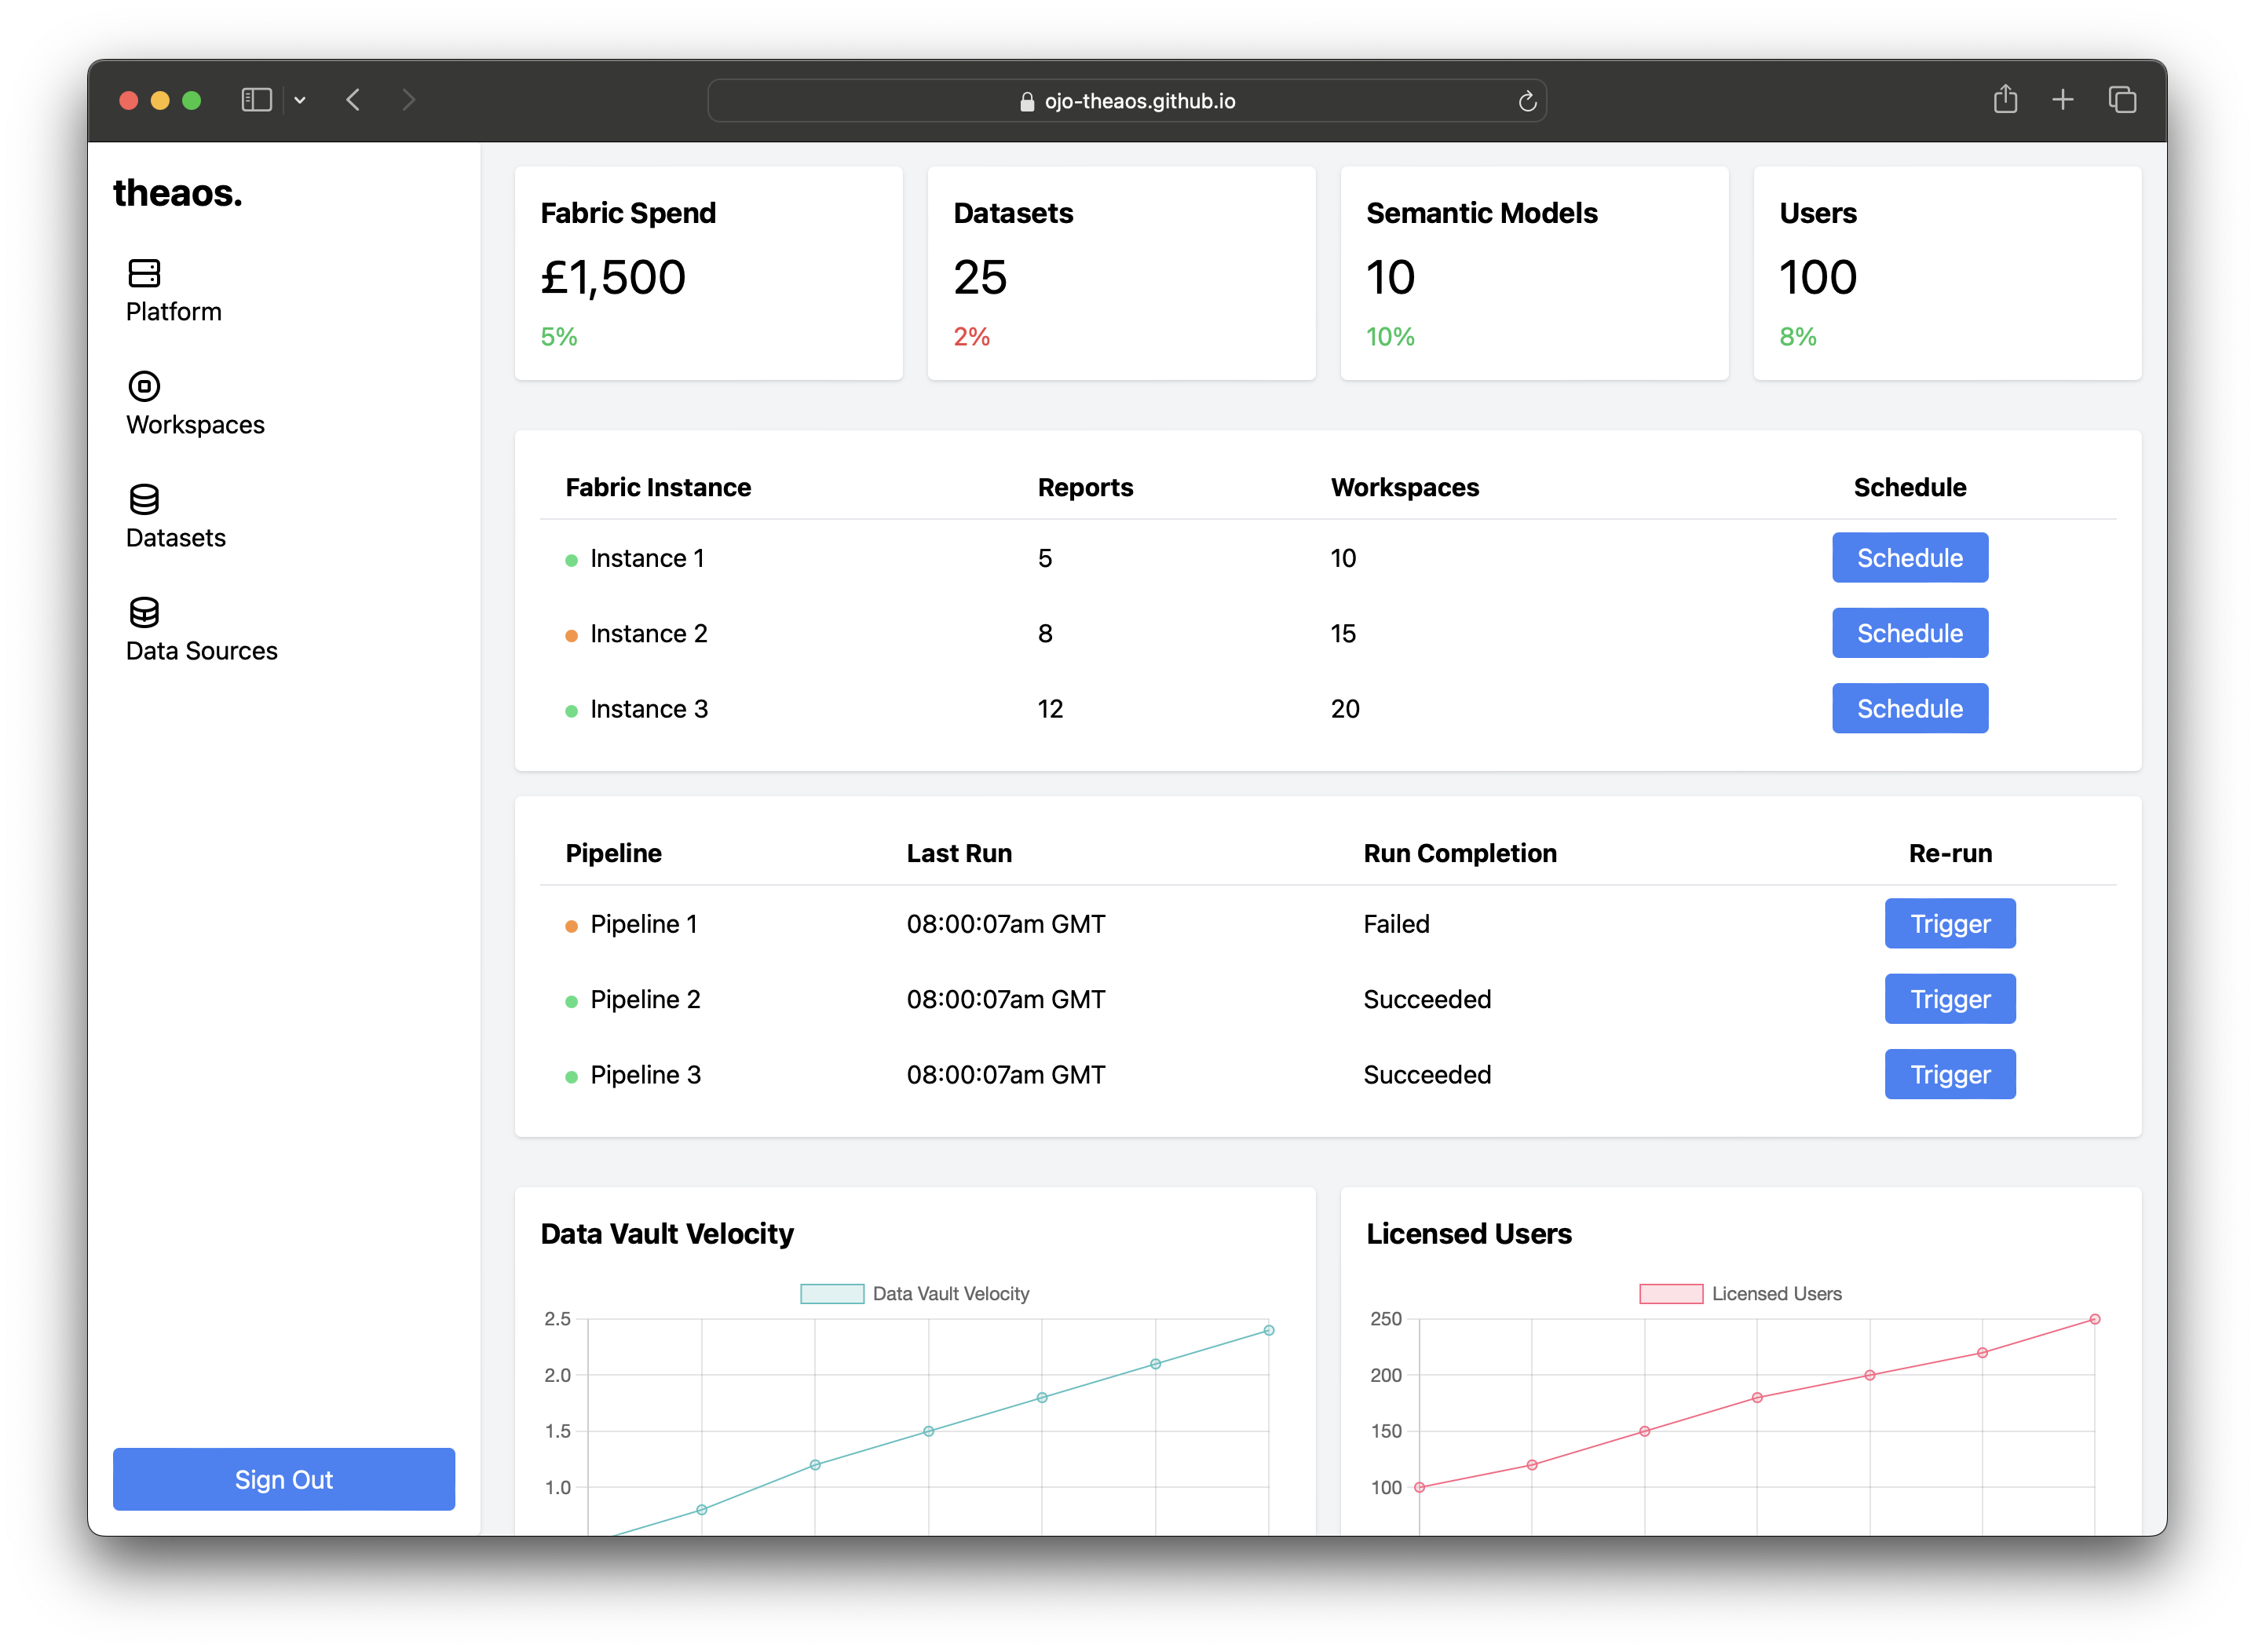 ojo-theaos.github.io
theaos.
Platform
Workspaces
Datasets
Data Sources
Sign Out
Fabric Spend
£1,500
5%
Datasets
25
2%
Semantic Models
10
10%
Users
100
8%
Fabric Instance Reports Workspaces Schedule
Instance 1 5 10 Schedule
Instance 2 8 15 Schedule
Instance 3 12 20 Schedule
Pipeline Last Run Run Completion Re-run
Pipeline 1 08:00:07am GMT Failed Trigger
Pipeline 2 08:00:07am GMT Succeeded Trigger
Pipeline 3 08:00:07am GMT Succeeded Trigger
Data Vault Velocity
Data Vault Velocity
2.5
2.0
1.5
1.0
Licensed Users
Licensed Users
250
200
150
100